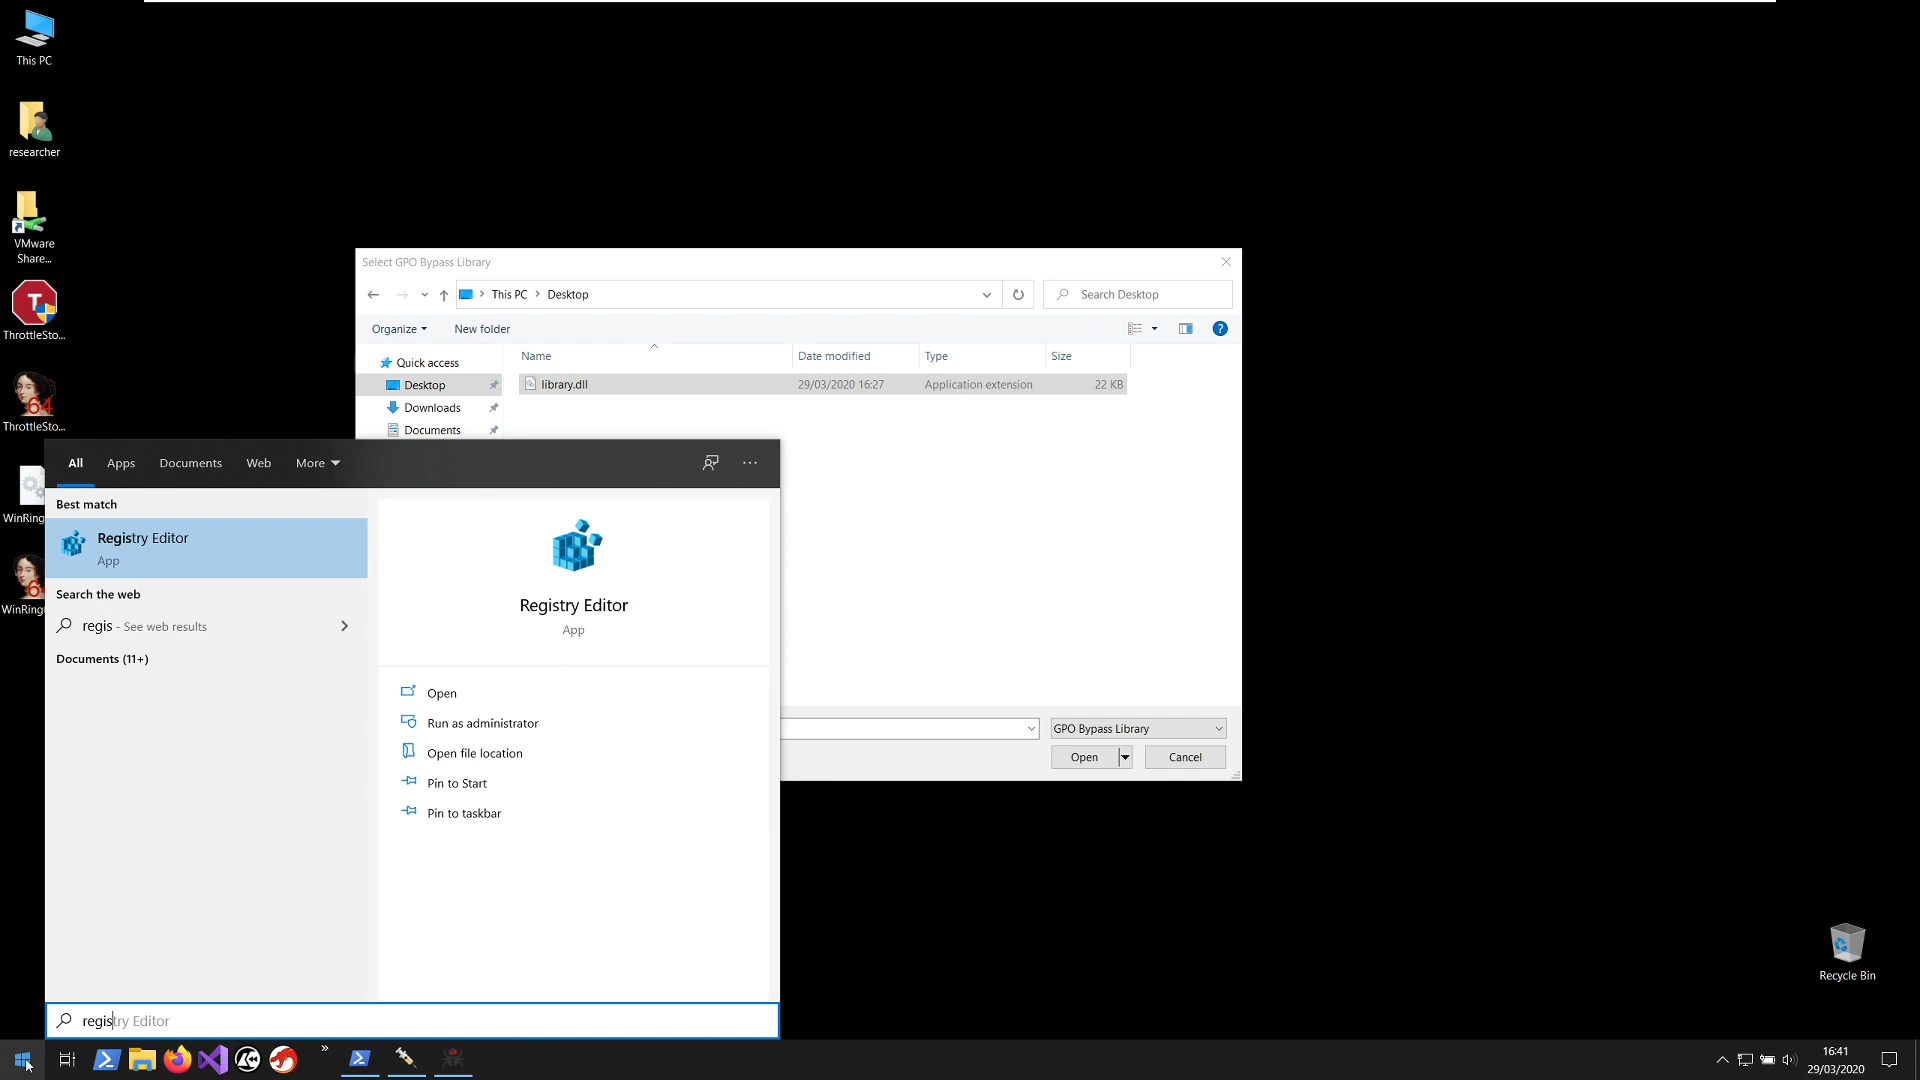 This PC
researcher
VMware
Share...
ThrottleSto...
64
ThrottleSto...
WinRing
WinRing
Select GPO Bypass Library
This PC
Desktop
Search Desktop
Organize
New folder
?
Name
Date modified
Type
Size
Quick access
Desktop
Downloads
Documents
library.dll
29/03/2020 16:27
Application extension
22 KB
GPO Bypass Library
Open
Cancel
All
Apps
Documents
Web
More
Best match
Registry Editor
App
Search the web
regis - See web results
Documents (11+)
Registry Editor
App
Open
Run as administrator
Open file location
Pin to Start
Pin to taskbar
registry Editor
Recycle Bin
16:41
29/03/2020